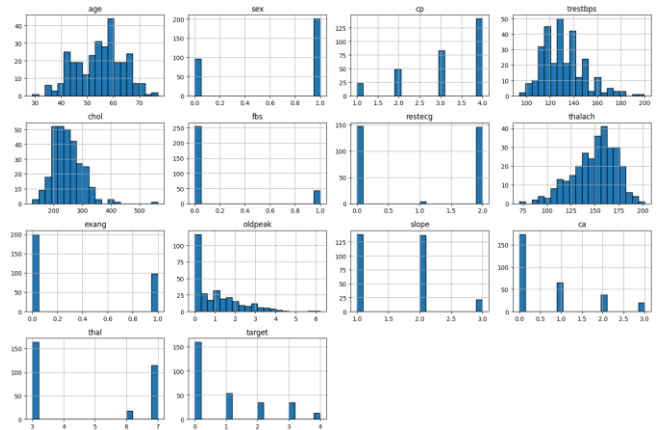 age sex cp trestbps
40 30 20 10 0
30 40 50 60 70
200 150 100 50 0
0.0 0.2 0.4 0.6 0.8 1.0
125 100 75 50 25 0
1.0 1.5 2.0 2.5 3.0 3.5 4.0
50 40 30 20 10 0
100 120 140 160 180 200
chol fbs restecg thalach
50 40 30 20 10 0
200 300 400 500
250 200 150 100 50 0
0.0 0.2 0.4 0.6 0.8 1.0
150 100 50 0
0.0 0.5 1.0 1.5 2.0
40 30 20 10 0
75 100 125 150 175 200
exang oldpeak slope ca
200 150 100 50 0
0.0 0.2 0.4 0.6 0.8 1.0
100 75 50 25 0
0 1 2 3 4 5 6
125 100 75 50 25 0
1.0 1.5 2.0 2.5 3.0
150 100 50 0
0.0 0.5 1.0 1.5 2.0 2.5 3.0
thal target
150 100 50 0
3 4 5 6 7
150 100 50 0
0 1 2 3 4